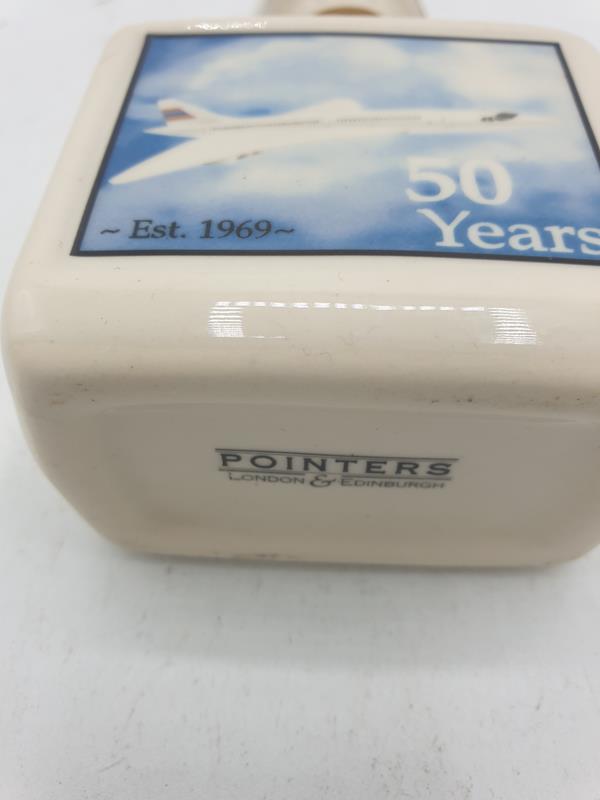 50
Years
~ Est. 1969~
POINTERS
LONDON & EDINBURGH